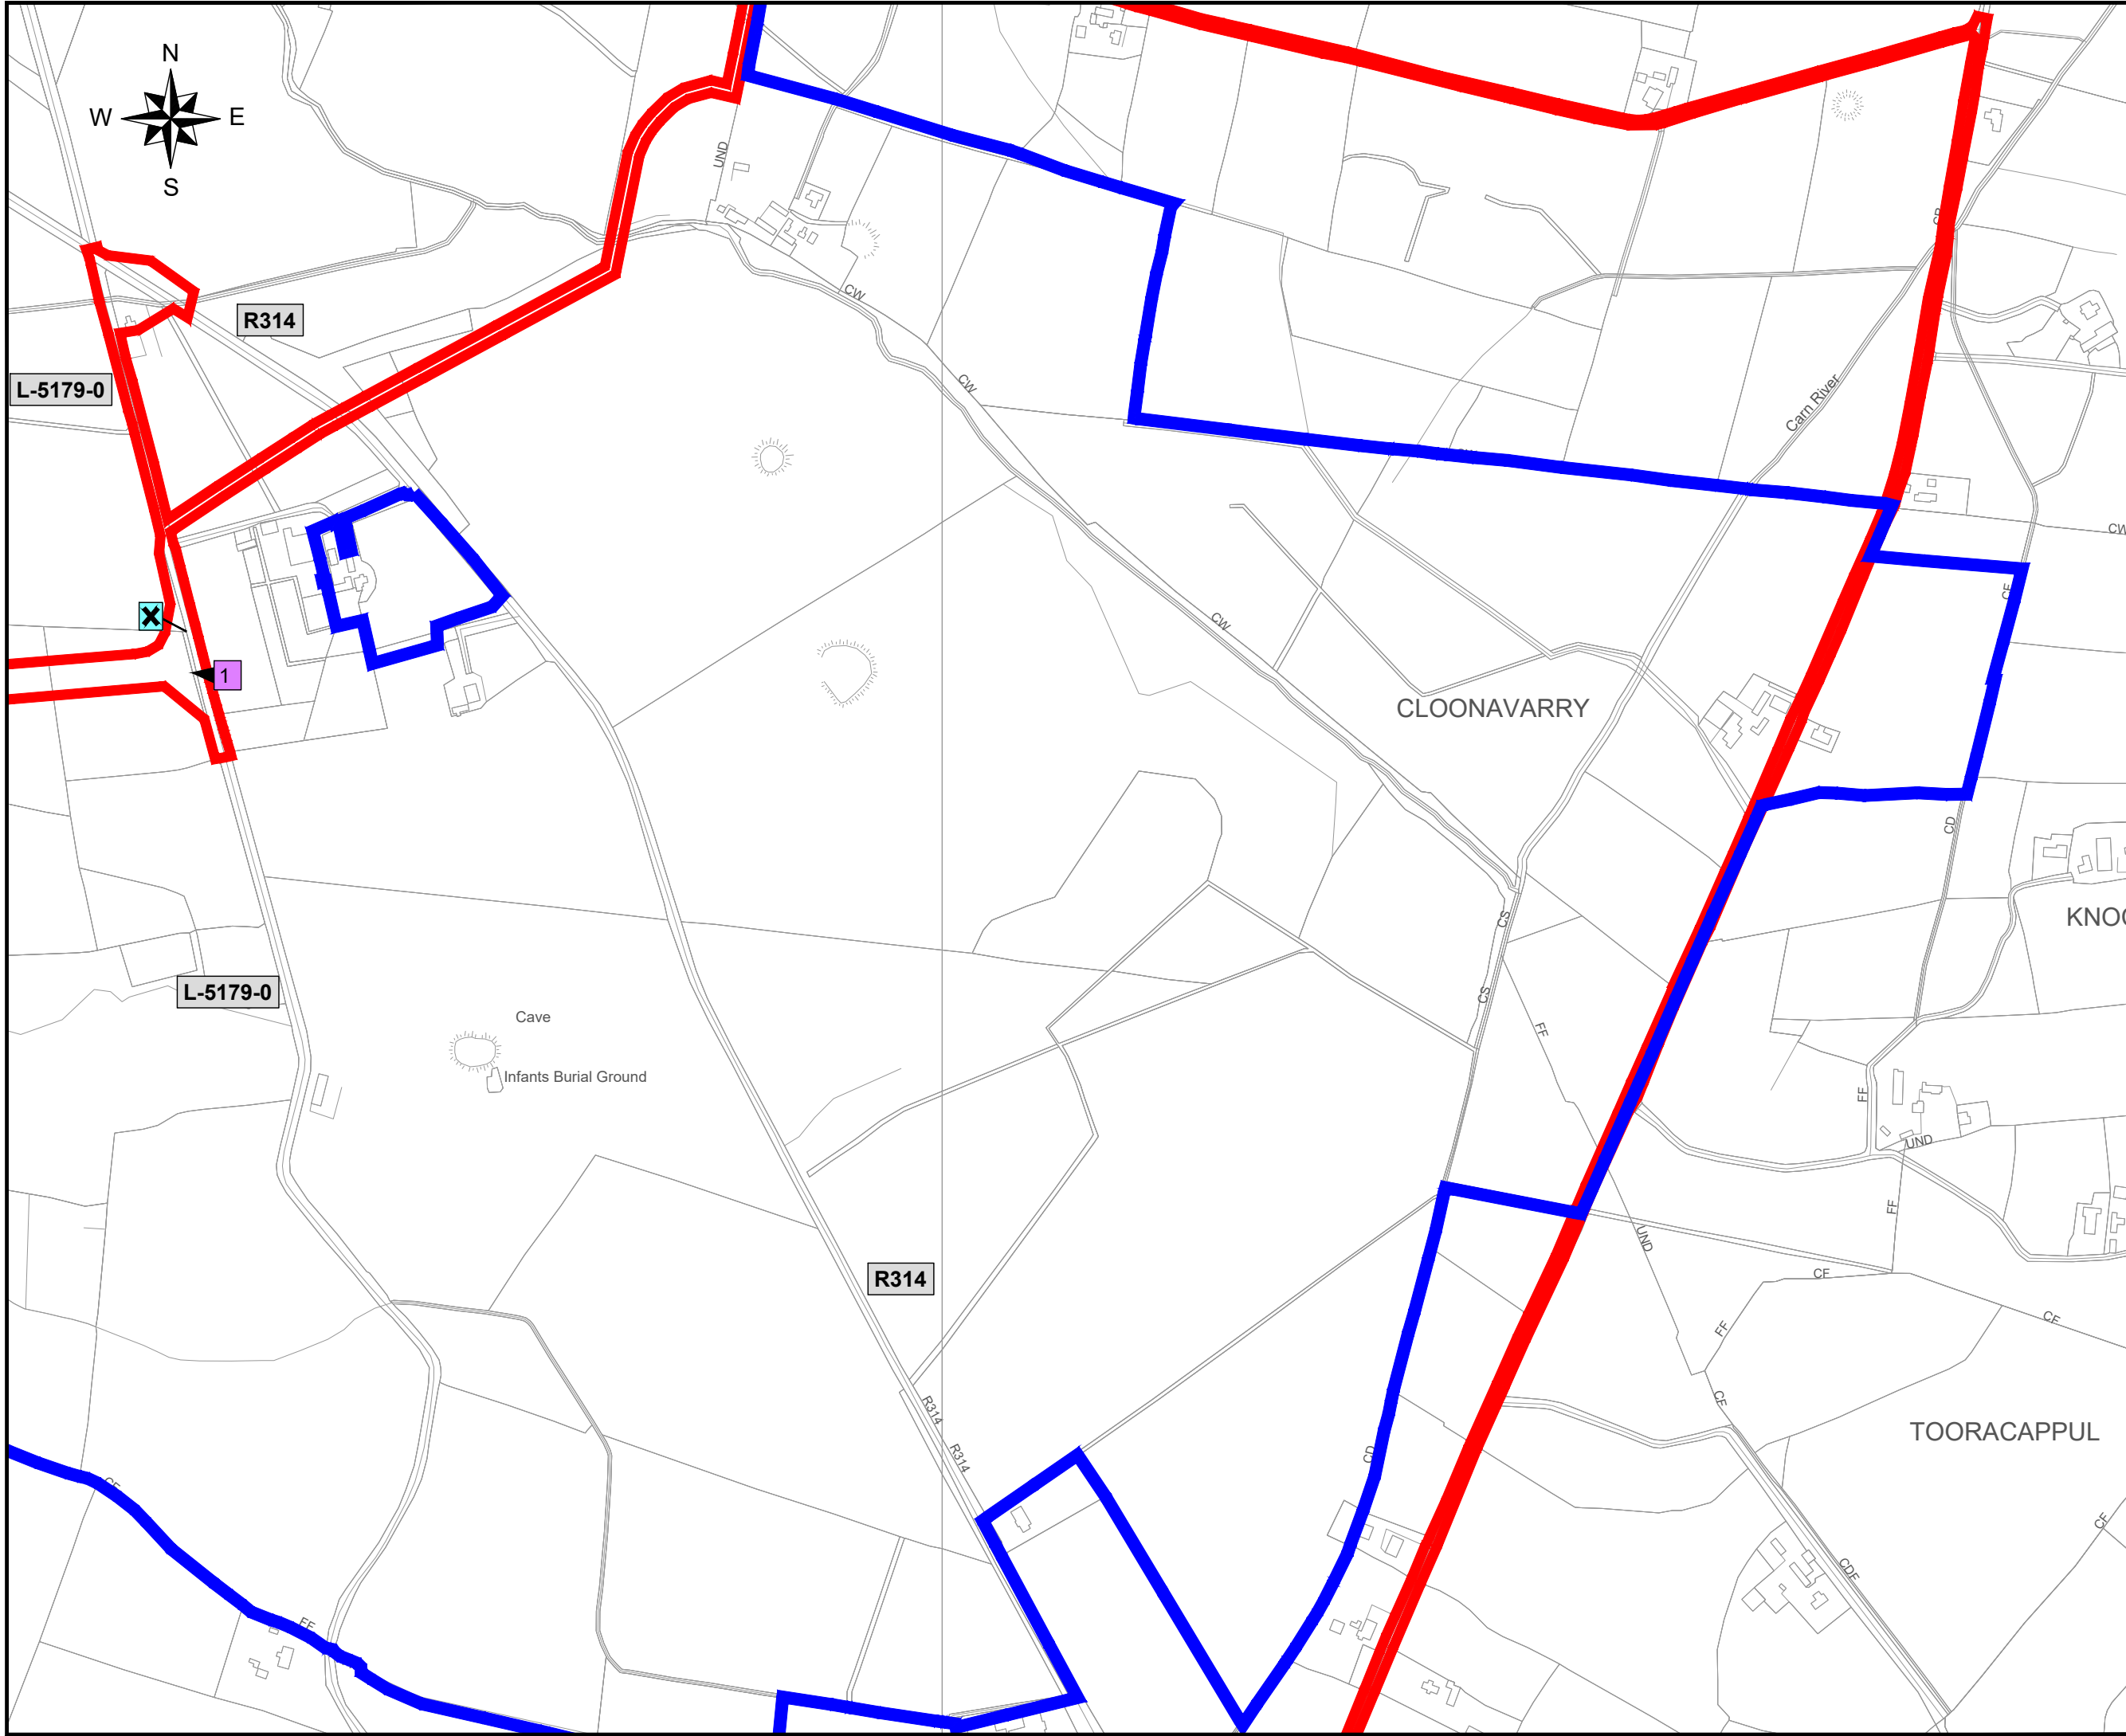 N
W E
S
UND
CR
R314
CW
L-5179-0
CW
Carn River
CW
CF
CW
X
1
CLOONAVARRY
CD
KNOC
CS
L-5179-0
CS
Cave
FF
Infants Burial Ground
FF
UND
FF
UND
R314
CF
CF
FF
CF
R314
TOORACAPPUL
R314
CD
CF
CF
CDF
FF